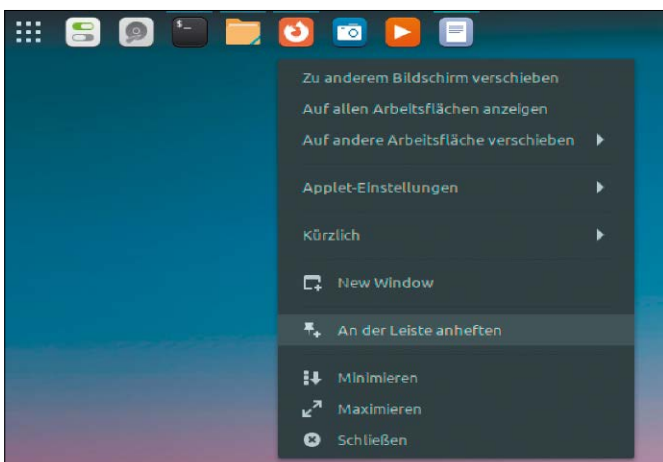 $_
Zu anderem Bildschirm verschieben
Auf allen Arbeitsflächen anzeigen
Auf andere Arbeitsfläche verschieben
Applet-Einstellungen
Kürzlich
New Window
An der Leiste anheften
Minimieren
Maximieren
Schließen